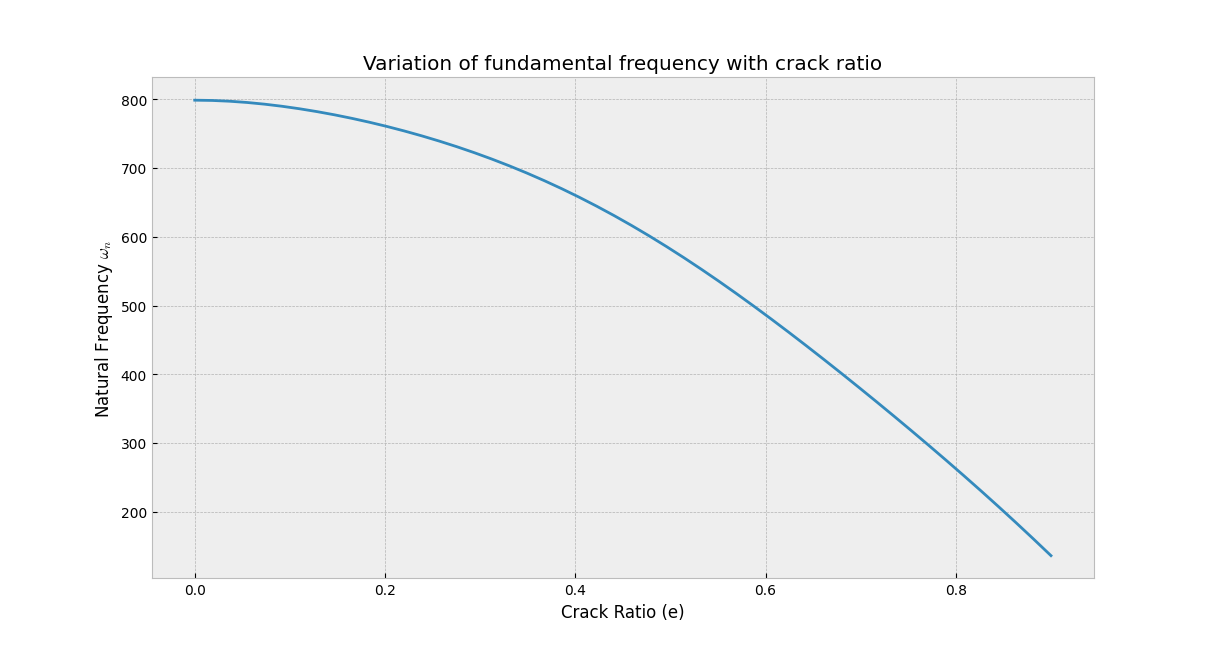 Variation of fundamental frequency with crack ratio
800
700
600
500
400
300
200
Natural Frequency ωₙ
0.0 0.2 0.4 0.6 0.8
Crack Ratio (e)